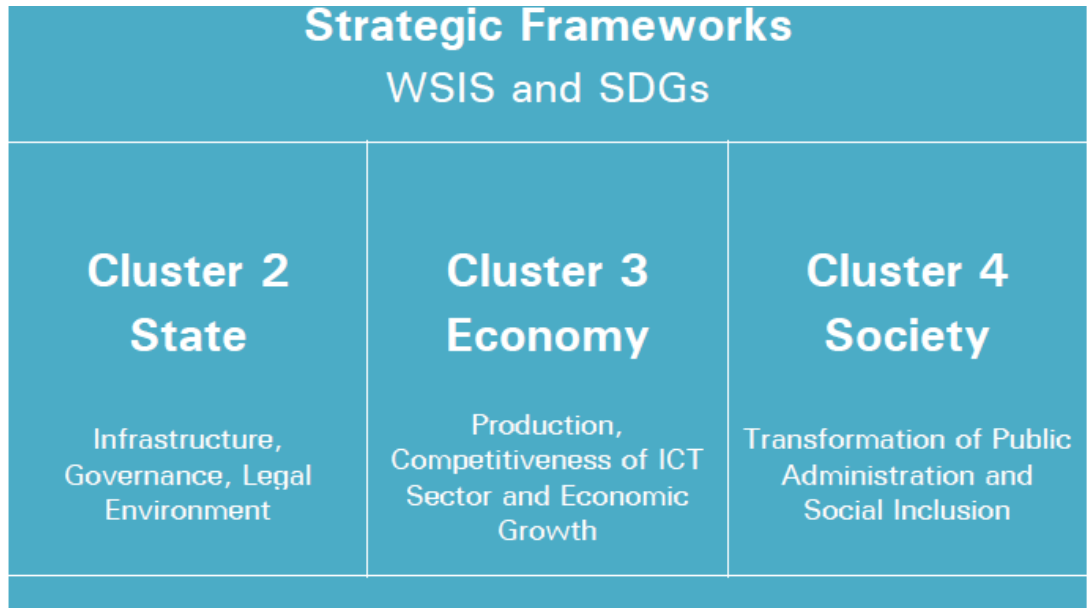 Strategic Frameworks
WSIS and SDGs
Cluster 2
State
Infrastructure,
Governance, Legal
Environment
Cluster 3
Economy
Production,
Competitiveness of ICT
Sector and Economic
Growth
Cluster 4
Society
Transformation of Public
Administration and
Social Inclusion